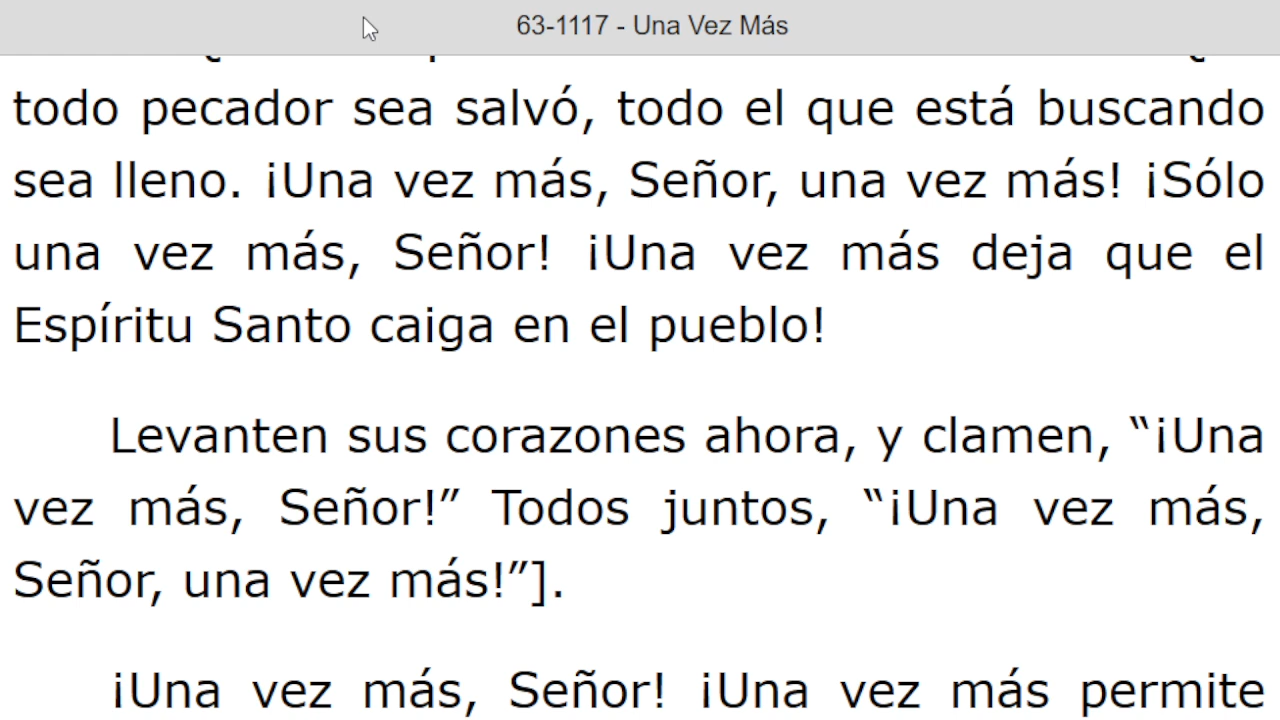 63-1117 - Una Vez Más
todo pecador sea salvó, todo el que está buscando
sea lleno. ¡Una vez más, Señor, una vez más! ¡Sólo
una vez más, Señor! ¡Una vez más deja que el
Espíritu Santo caiga en el pueblo!
Levanten sus corazones ahora, y clamen, “¡Una
vez más, Señor!” Todos juntos, “¡Una vez más,
Señor, una vez más!”].
¡Una vez más, Señor! ¡Una vez más permite